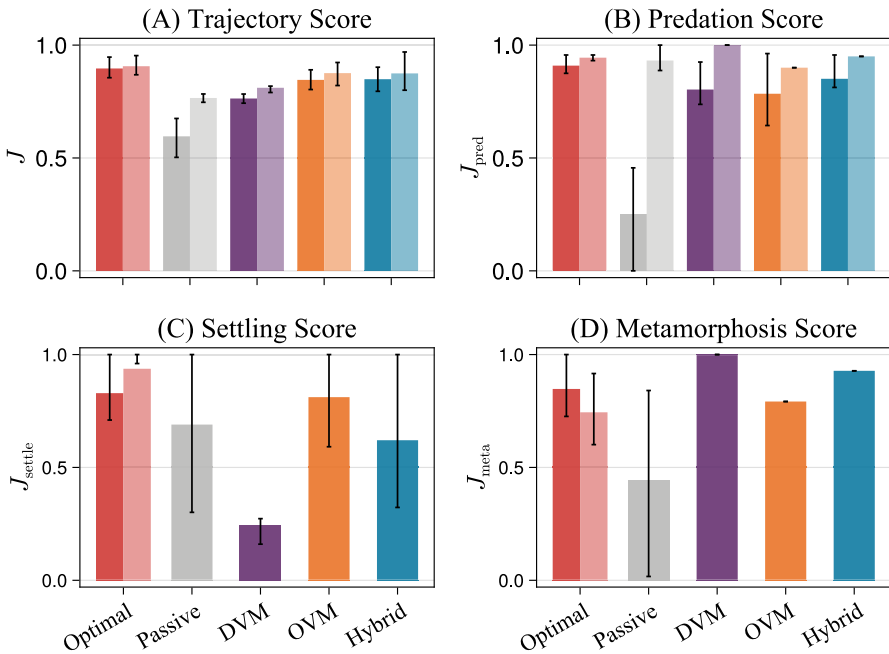 (A) Trajectory Score
(B) Predation Score
1.0
0.5
0.0
J
1.0
0.5
0.0
J_pred
(C) Settling Score
(D) Metamorphosis Score
1.0
0.5
0.0
J_settle
1.0
0.5
0.0
J_meta
Optimal
Passive
DVM
OVM
Hybrid
Optimal
Passive
DVM
OVM
Hybrid